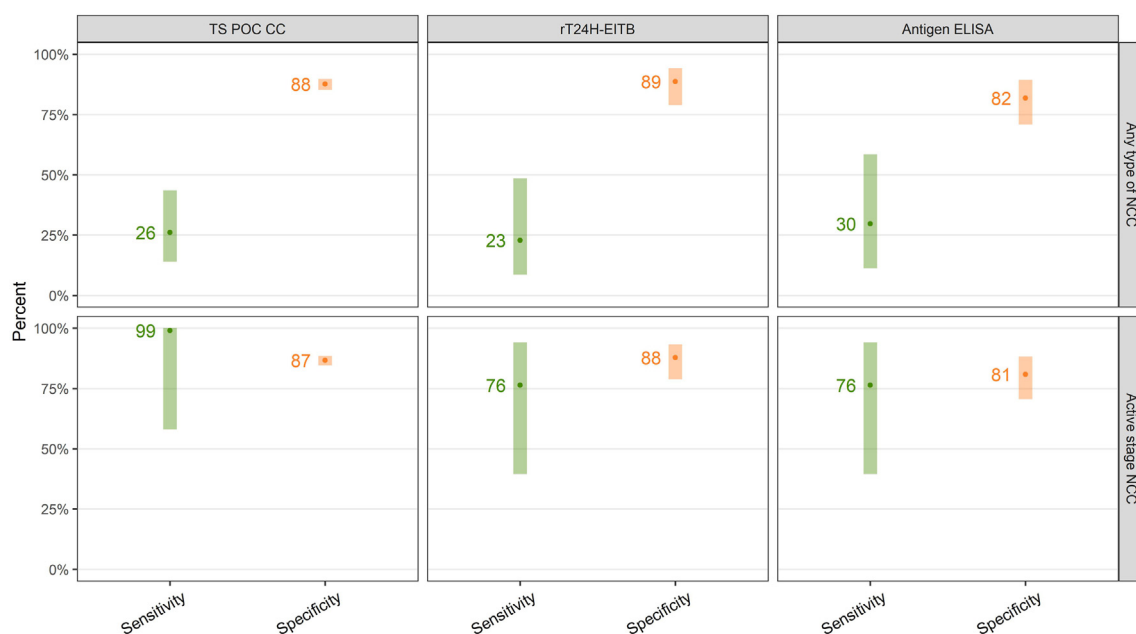 TS POC CC
rT24H-EITB
Antigen ELISA
Percent
100%
75%
50%
25%
0%
88
26
89
23
82
30
Any type of NCC
100%
75%
50%
25%
0%
99
87
76
88
76
81
Active stage NCC
Sensitivity
Specificity
Sensitivity
Specificity
Sensitivity
Specificity